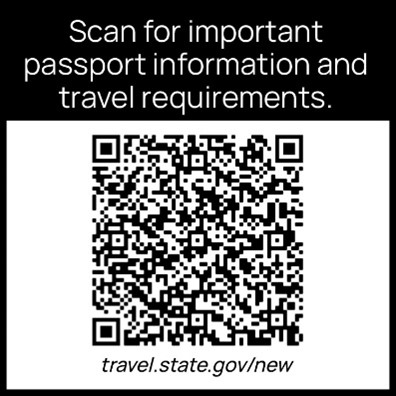 Scan for important
passport information and
travel requirements.
travel.state.gov/new